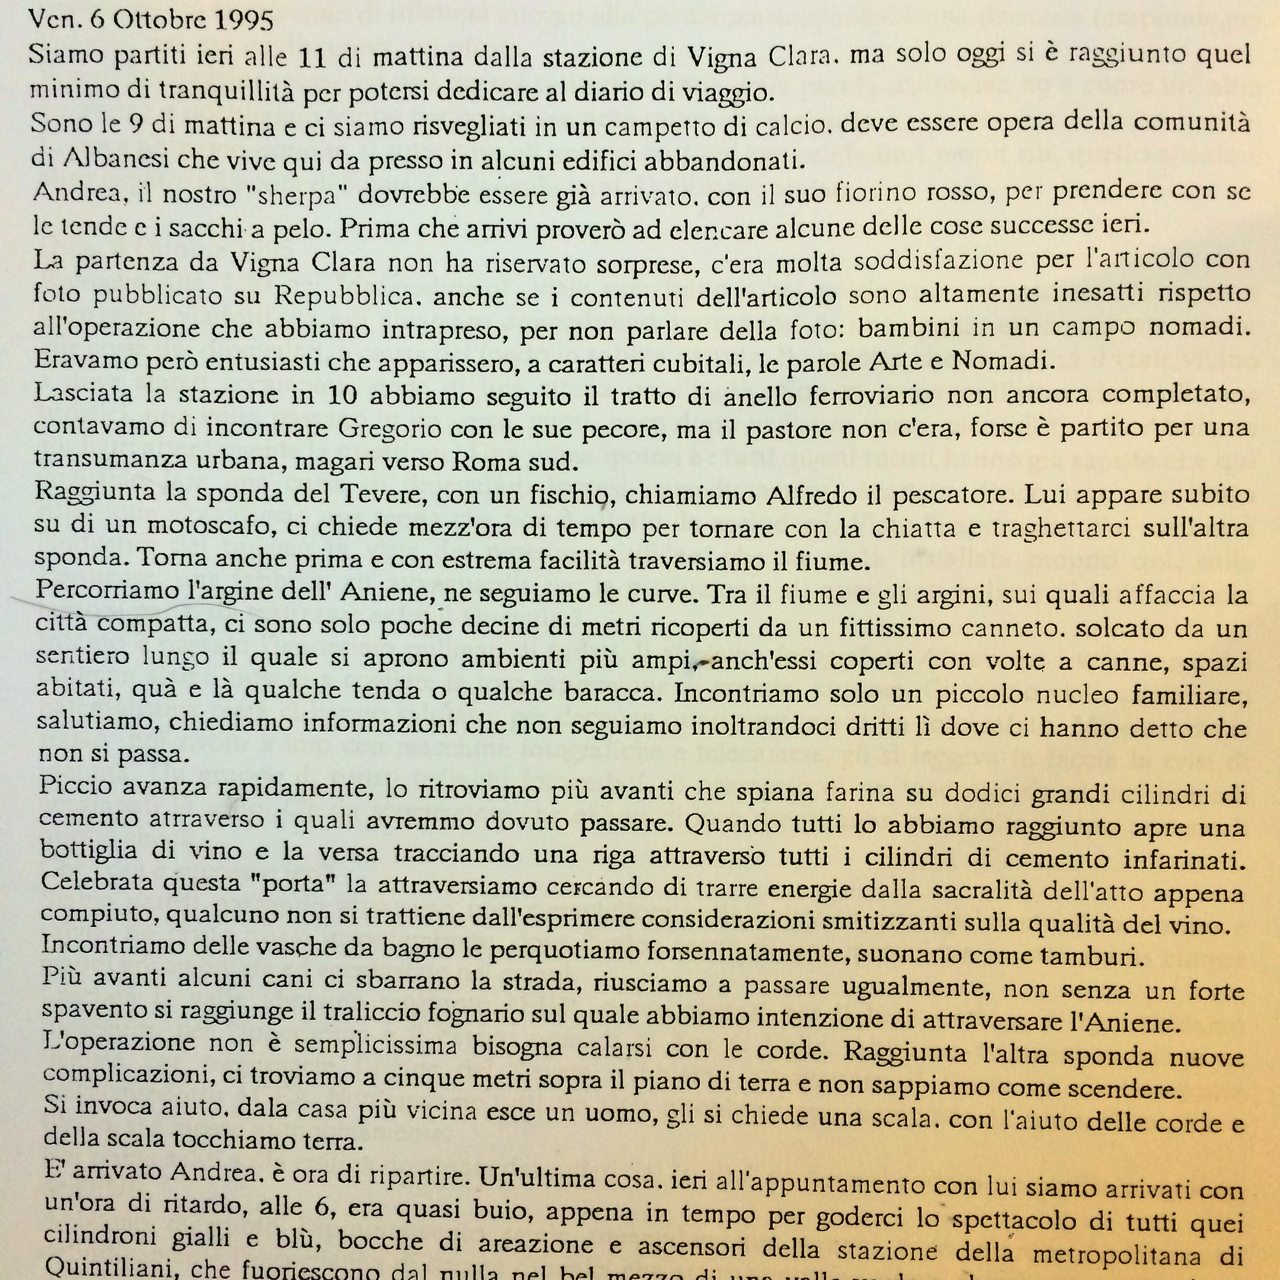 Ven. 6 Ottobre 1995
Siamo partiti ieri alle 11 di mattina dalla stazione di Vigna Clara. ma solo oggi si è raggiunto quel
minimo di tranquillità per potersi dedicare al diario di viaggio.
Sono le 9 di mattina e ci siamo risvegliati in un campetto di calcio. deve essere opera della comunità
di Albanesi che vive qui da presso in alcuni edifici abbandonati.
Andrea, il nostro "sherpa" dovrebbe essere già arrivato. con il suo fiorino rosso, per prendere con se
le tende e i sacchi a pelo. Prima che arrivi proverò ad elencare alcune delle cose successe ieri.
La partenza da Vigna Clara non ha riservato sorprese, c'era molta soddisfazione per l'articolo con
foto pubblicato su Repubblica. anche se i contenuti dell'articolo sono altamente inesatti rispetto
all'operazione che abbiamo intrapreso, per non parlare della foto: bambini in un campo nomadi.
Eravamo però entusiasti che apparissero, a caratteri cubitali, le parole Arte e Nomadi.
Lasciata la stazione in 10 abbiamo seguito il tratto di anello ferroviario non ancora completato,
contavamo di incontrare Gregorio con le sue pecore, ma il pastore non c'era, forse è partito per una
transumanza urbana, magari verso Roma sud.
Raggiunta la sponda del Tevere, con un fischio, chiamiamo Alfredo il pescatore. Lui appare subito
su di un motoscafo, ci chiede mezz'ora di tempo per tornare con la chiatta e traghettarci sull'altra
sponda. Torna anche prima e con estrema facilità traversiamo il fiume.
Percorriamo l'argine dell' Aniene, ne seguiamo le curve. Tra il fiume e gli argini, sui quali affaccia la
città compatta, ci sono solo poche decine di metri ricoperti da un fittissimo canneto. solcato da un
sentiero lungo il quale si aprono ambienti più ampi, anch'essi coperti con volte a canne, spazi
abitati, quà e là qualche tenda o qualche baracca. Incontriamo solo un piccolo nucleo familiare,
salutiamo, chiediamo informazioni che non seguiamo inoltrandoci dritti lì dove ci hanno detto che
non si passa.
Piccio avanza rapidamente, lo ritroviamo più avanti che spiana farina su dodici grandi cilindri di
cemento atrraverso i quali avremmo dovuto passare. Quando tutti lo abbiamo raggiunto apre una
bottiglia di vino e la versa tracciando una riga attraverso tutti i cilindri di cemento infarinati.
Celebrata questa "porta" la attraversiamo cercando di trarre energie dalla sacralità dell'atto appena
compiuto, qualcuno non si trattiene dall'esprimere considerazioni smitizzanti sulla qualità del vino.
Incontriamo delle vasche da bagno le perquotiamo forsennatamente, suonano come tamburi.
Più avanti alcuni cani ci sbarrano la strada, riusciamo a passare ugualmente, non senza un forte
spavento si raggiunge il traliccio fognario sul quale abbiamo intenzione di attraversare l'Aniene.
L'operazione non è semplicissima bisogna calarsi con le corde. Raggiunta l'altra sponda nuove
complicazioni, ci troviamo a cinque metri sopra il piano di terra e non sappiamo come scendere.
Si invoca aiuto. dala casa più vicina esce un uomo, gli si chiede una scala. con l'aiuto delle corde e
della scala tocchiamo terra.
E' arrivato Andrea. è ora di ripartire. Un'ultima cosa. ieri all'appuntamento con lui siamo arrivati con
un'ora di ritardo, alle 6, era quasi buio, appena in tempo per goderci lo spettacolo di tutti quei
cilindroni gialli e blù, bocche di areazione e ascensori della stazione della metropolitana di
Quintiliani, che fuoriescono dal nulla nel bel mezzo di una